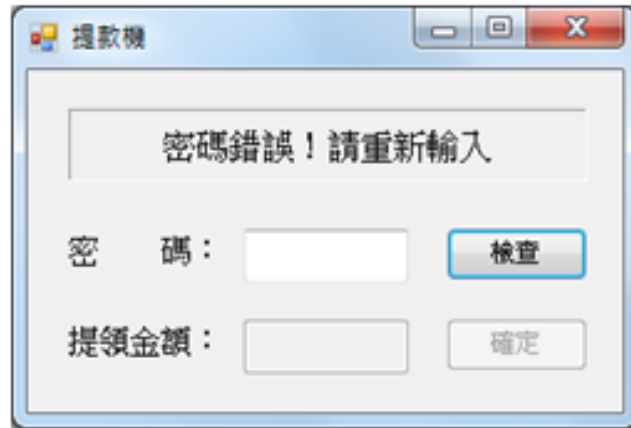 提款機
密碼錯誤！請重新輸入
密　碼： 檢查
提領金額： 確定